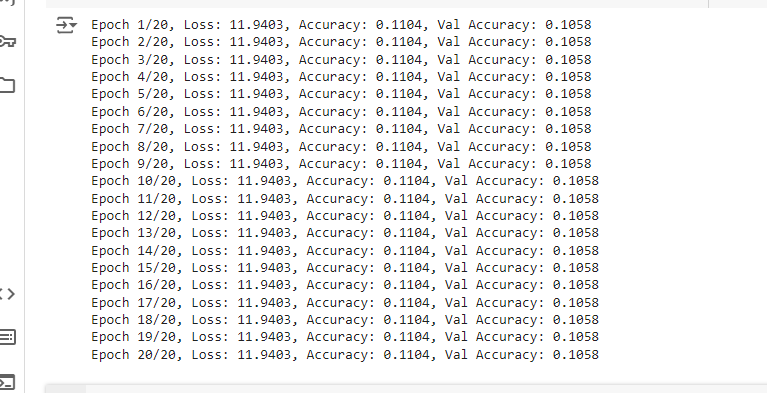 Epoch 1/20, Loss: 11.9403, Accuracy: 0.1104, Val Accuracy: 0.1058
Epoch 2/20, Loss: 11.9403, Accuracy: 0.1104, Val Accuracy: 0.1058
Epoch 3/20, Loss: 11.9403, Accuracy: 0.1104, Val Accuracy: 0.1058
Epoch 4/20, Loss: 11.9403, Accuracy: 0.1104, Val Accuracy: 0.1058
Epoch 5/20, Loss: 11.9403, Accuracy: 0.1104, Val Accuracy: 0.1058
Epoch 6/20, Loss: 11.9403, Accuracy: 0.1104, Val Accuracy: 0.1058
Epoch 7/20, Loss: 11.9403, Accuracy: 0.1104, Val Accuracy: 0.1058
Epoch 8/20, Loss: 11.9403, Accuracy: 0.1104, Val Accuracy: 0.1058
Epoch 9/20, Loss: 11.9403, Accuracy: 0.1104, Val Accuracy: 0.1058
Epoch 10/20, Loss: 11.9403, Accuracy: 0.1104, Val Accuracy: 0.1058
Epoch 11/20, Loss: 11.9403, Accuracy: 0.1104, Val Accuracy: 0.1058
Epoch 12/20, Loss: 11.9403, Accuracy: 0.1104, Val Accuracy: 0.1058
Epoch 13/20, Loss: 11.9403, Accuracy: 0.1104, Val Accuracy: 0.1058
Epoch 14/20, Loss: 11.9403, Accuracy: 0.1104, Val Accuracy: 0.1058
Epoch 15/20, Loss: 11.9403, Accuracy: 0.1104, Val Accuracy: 0.1058
Epoch 16/20, Loss: 11.9403, Accuracy: 0.1104, Val Accuracy: 0.1058
Epoch 17/20, Loss: 11.9403, Accuracy: 0.1104, Val Accuracy: 0.1058
Epoch 18/20, Loss: 11.9403, Accuracy: 0.1104, Val Accuracy: 0.1058
Epoch 19/20, Loss: 11.9403, Accuracy: 0.1104, Val Accuracy: 0.1058
Epoch 20/20, Loss: 11.9403, Accuracy: 0.1104, Val Accuracy: 0.1058